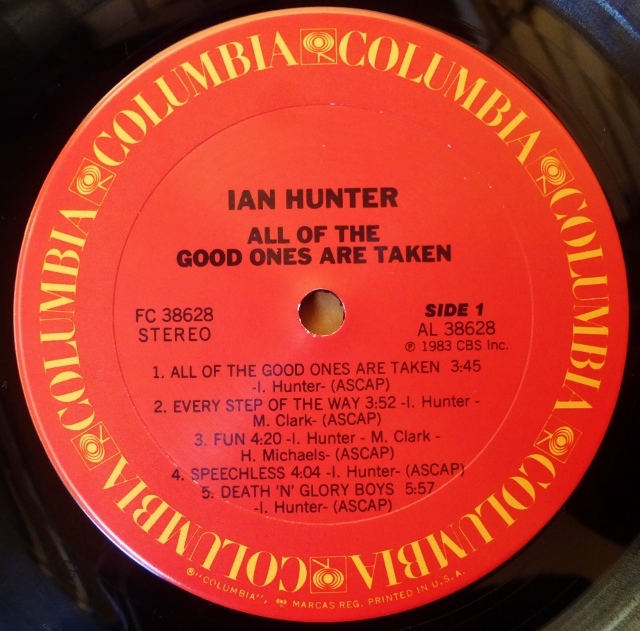 COLUMBIA COLUMBIA COLUMBIA COLUMBIA COLUMBIA COLUMBIA COLUMBIA COLUMBIA
IAN HUNTER
ALL OF THE
GOOD ONES ARE TAKEN
FC 38628
STEREO
SIDE 1
AL 38628
℗ 1983 CBS Inc.
1. ALL OF THE GOOD ONES ARE TAKEN 3:45
-I. Hunter- (ASCAP)
2. EVERY STEP OF THE WAY 3:52 -I. Hunter -
M. Clark- (ASCAP)
3. FUN 4:20 -I. Hunter - M. Clark -
H. Michaels- (ASCAP)
4. SPEECHLESS 4:04 -I. Hunter- (ASCAP)
5. DEATH 'N' GLORY BOYS 5:57
-I. Hunter- (ASCAP)
®"COLUMBIA", MARCAS REG. PRINTED IN U.S.A.